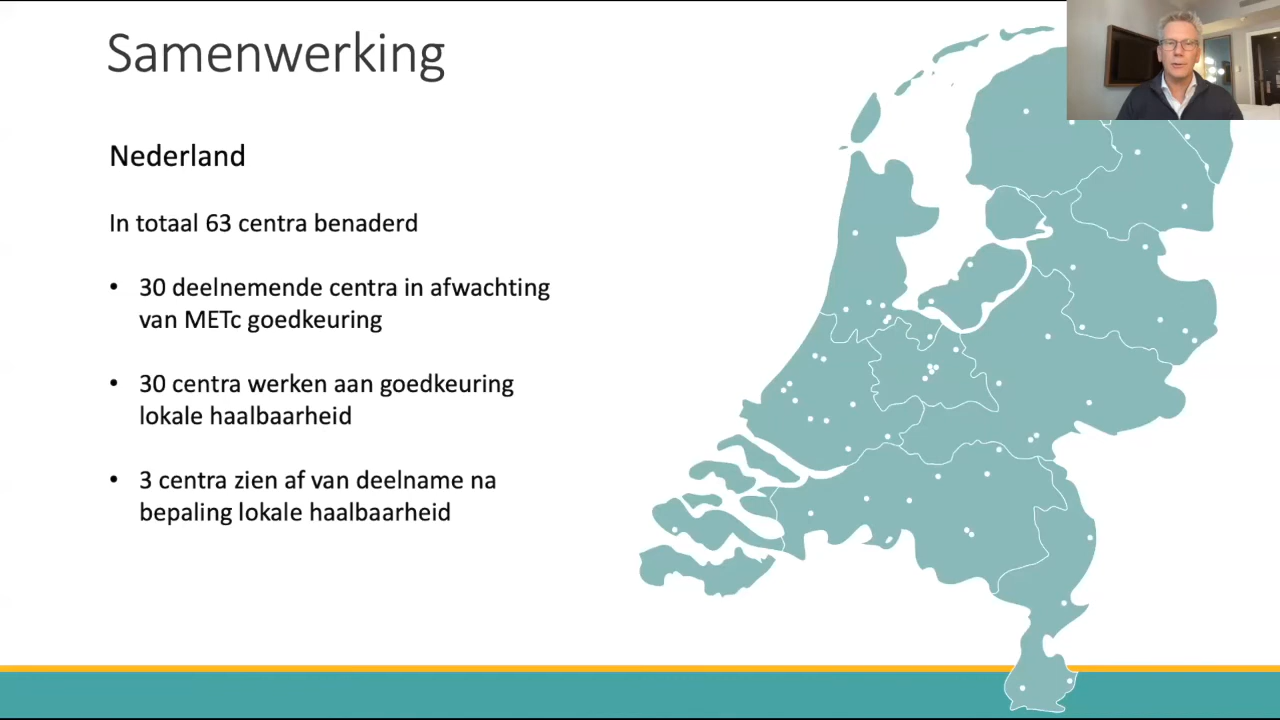 Samenwerking
Nederland
In totaal 63 centra benaderd
• 30 deelnemende centra in afwachting
van METc goedkeuring
• 30 centra werken aan goedkeuring
lokale haalbaarheid
• 3 centra zien af van deelname na
bepaling lokale haalbaarheid